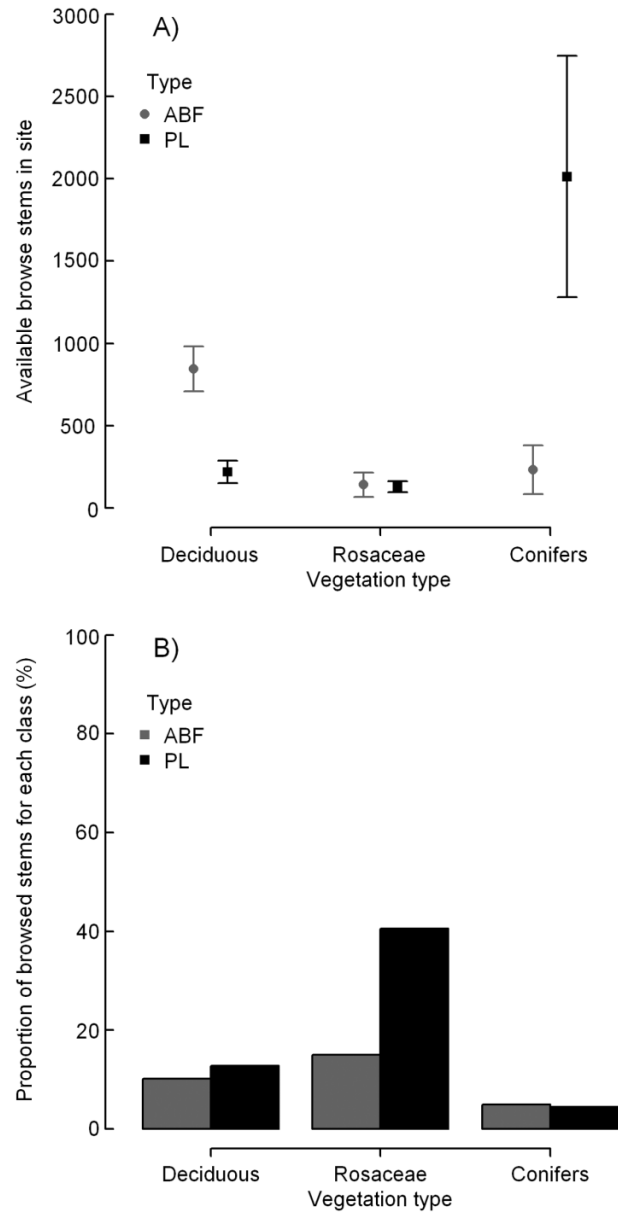 A)
Type
ABF
PL
Available browse stems in site
3000
2500
2000
1500
1000
500
0
Deciduous Rosaceae Conifers
Vegetation type
B)
Type
ABF
PL
Proportion of browsed stems for each class (%)
100
80
60
40
20
0
Deciduous Rosaceae Conifers
Vegetation type